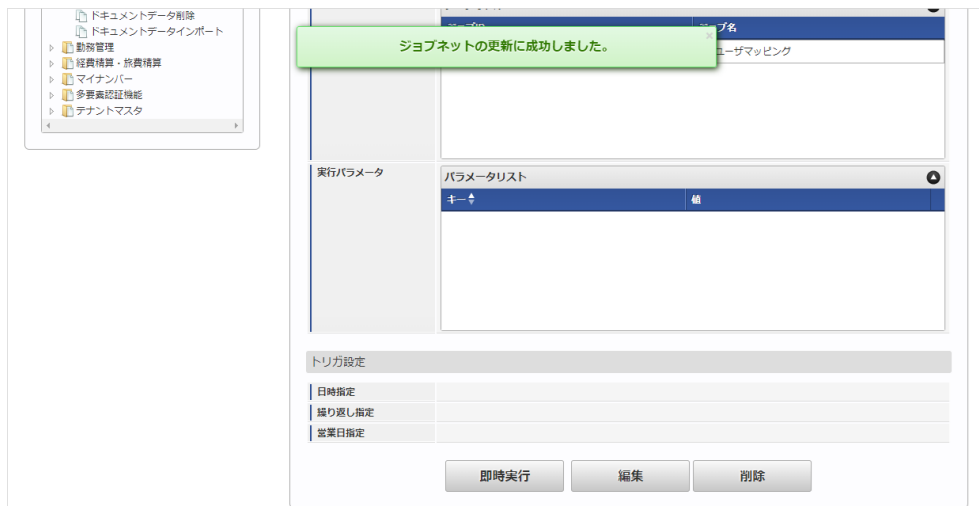 ドキュメントデータ削除
ドキュメントデータインポート
勤務管理
経費精算・旅費精算
マイナンバー
多要素認証機能
テナントマスタ
ジョブネットの更新に成功しました。
×
ユーザマッピング
実行パラメータ
パラメータリスト
キー
値
トリガ設定
日時指定
繰り返し指定
営業日指定
即時実行
編集
削除